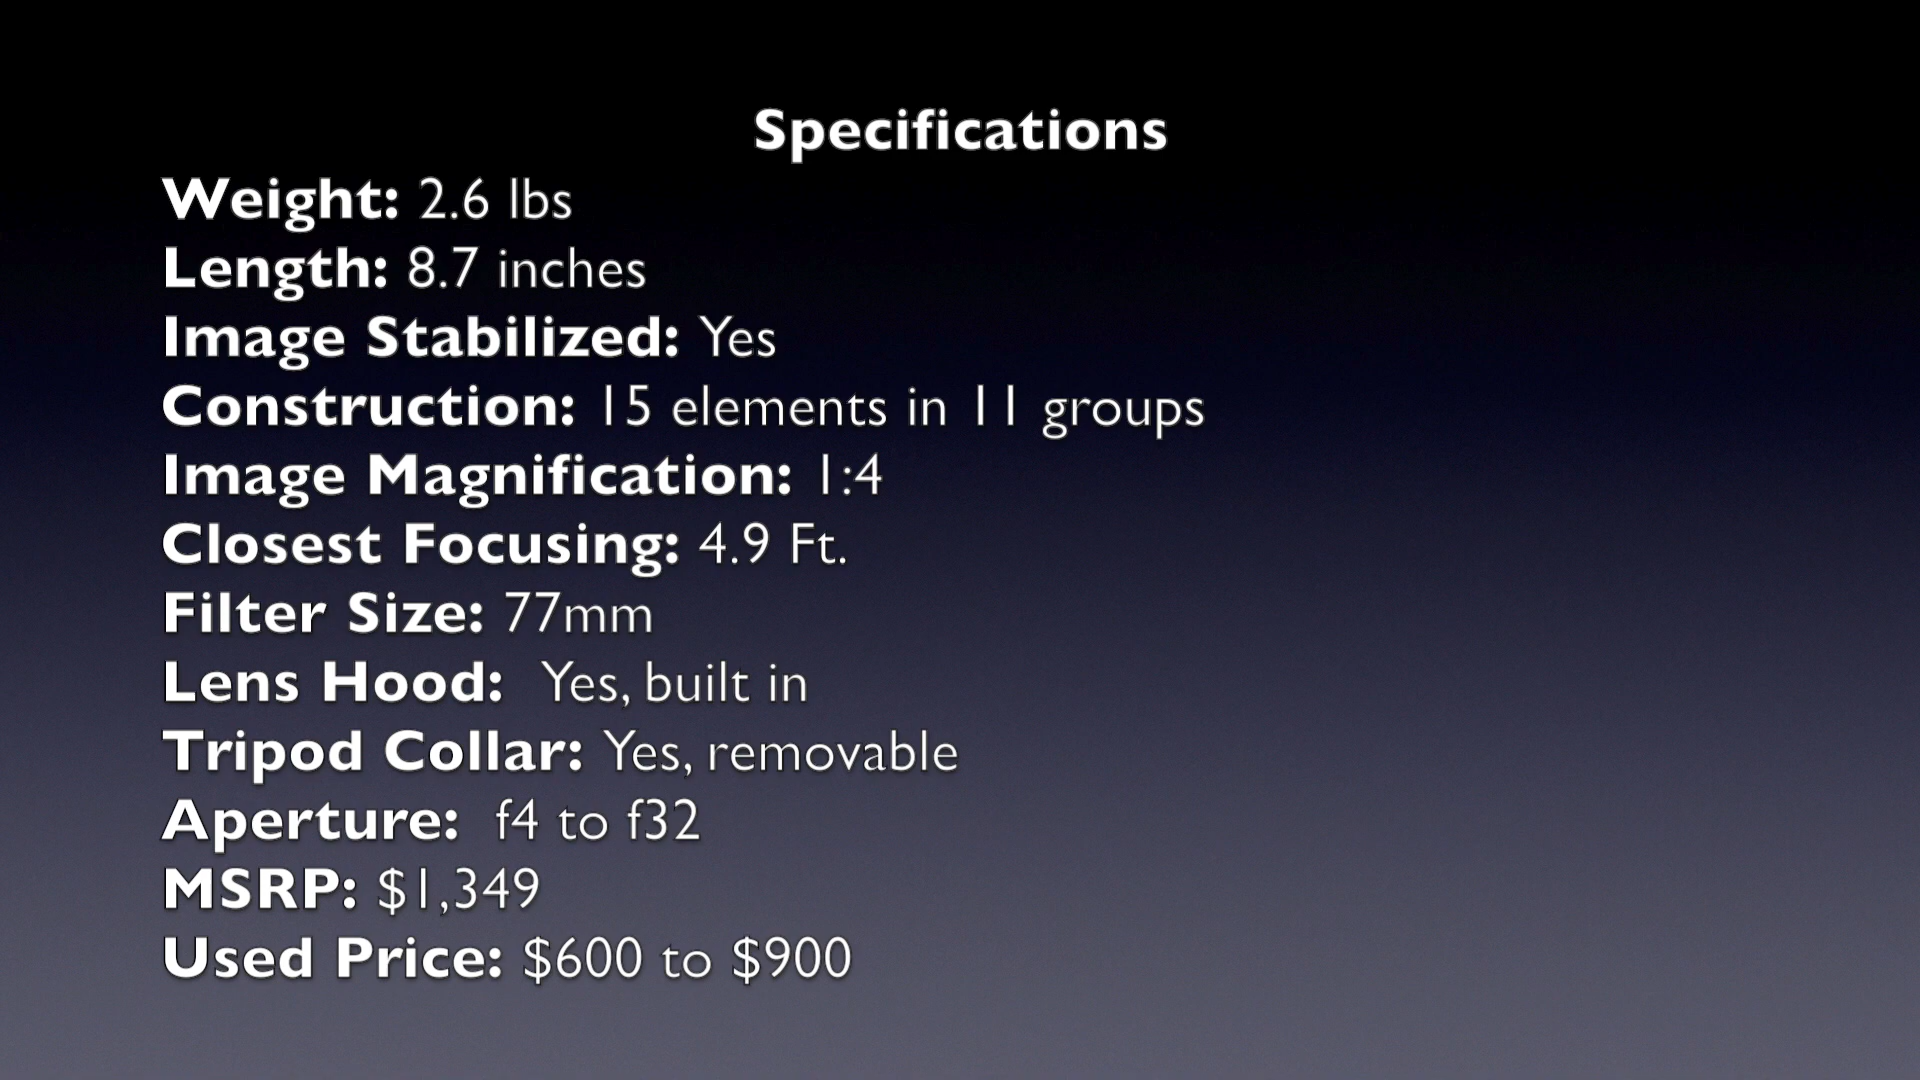 Specifications
Weight: 2.6 lbs
Length: 8.7 inches
Image Stabilized: Yes
Construction: 15 elements in 11 groups
Image Magnification: 1:4
Closest Focusing: 4.9 Ft.
Filter Size: 77mm
Lens Hood: Yes, built in
Tripod Collar: Yes, removable
Aperture: f4 to f32
MSRP: $1,349
Used Price: $600 to $900